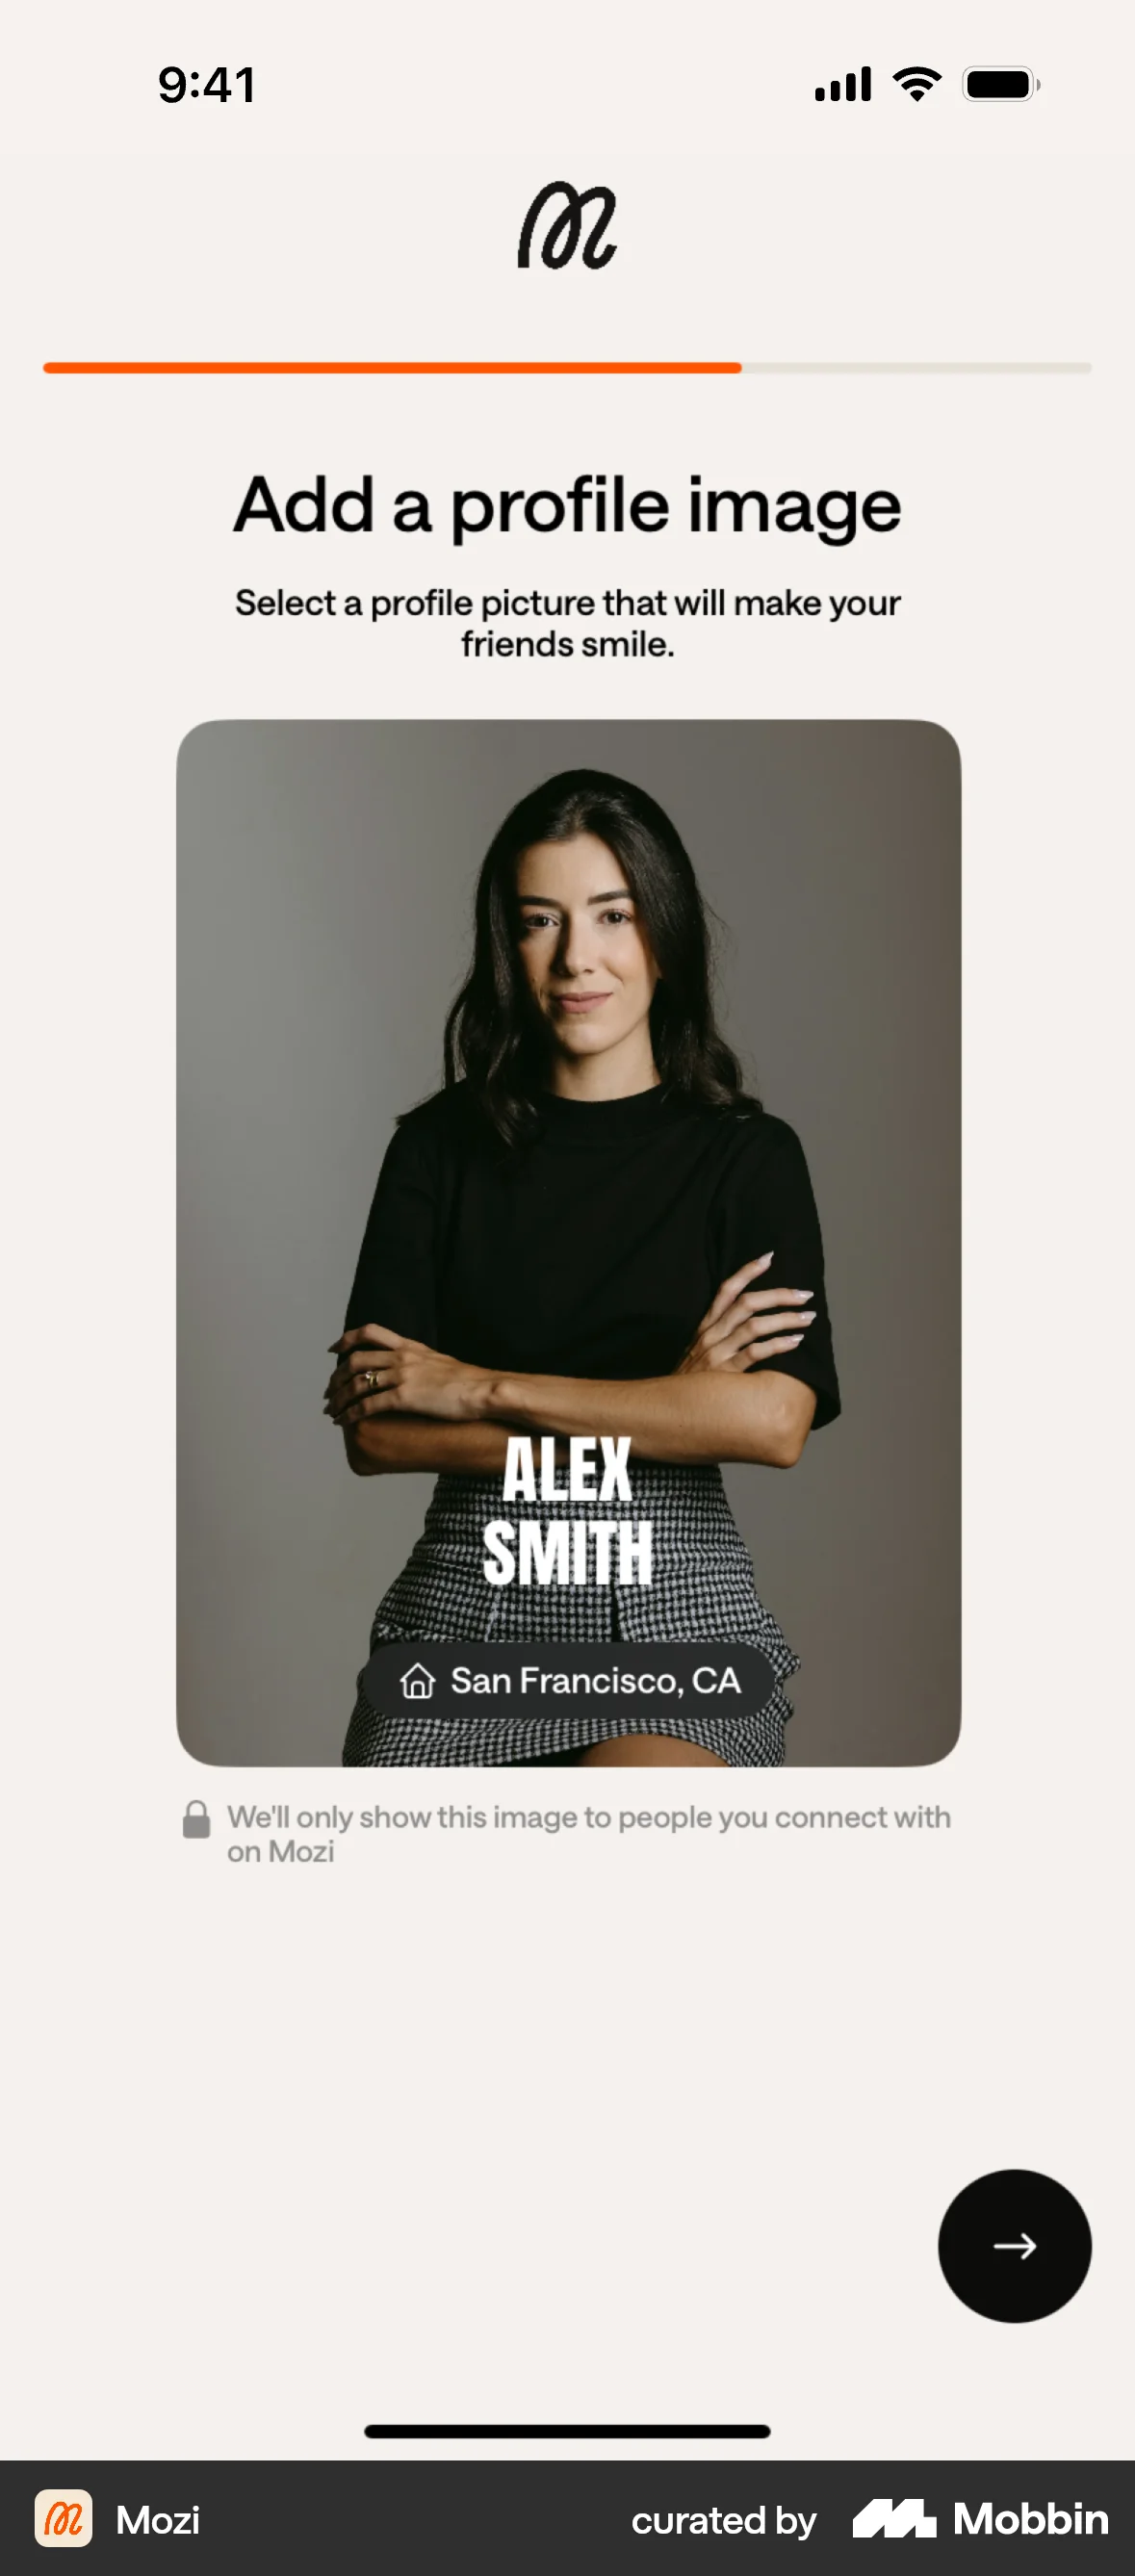 9:41
Add a profile image
Select a profile picture that will make your
friends smile.
ALEX
SMITH
San Francisco, CA
We'll only show this image to people you connect with
on Mozi
Mozi
curated by Mobbin